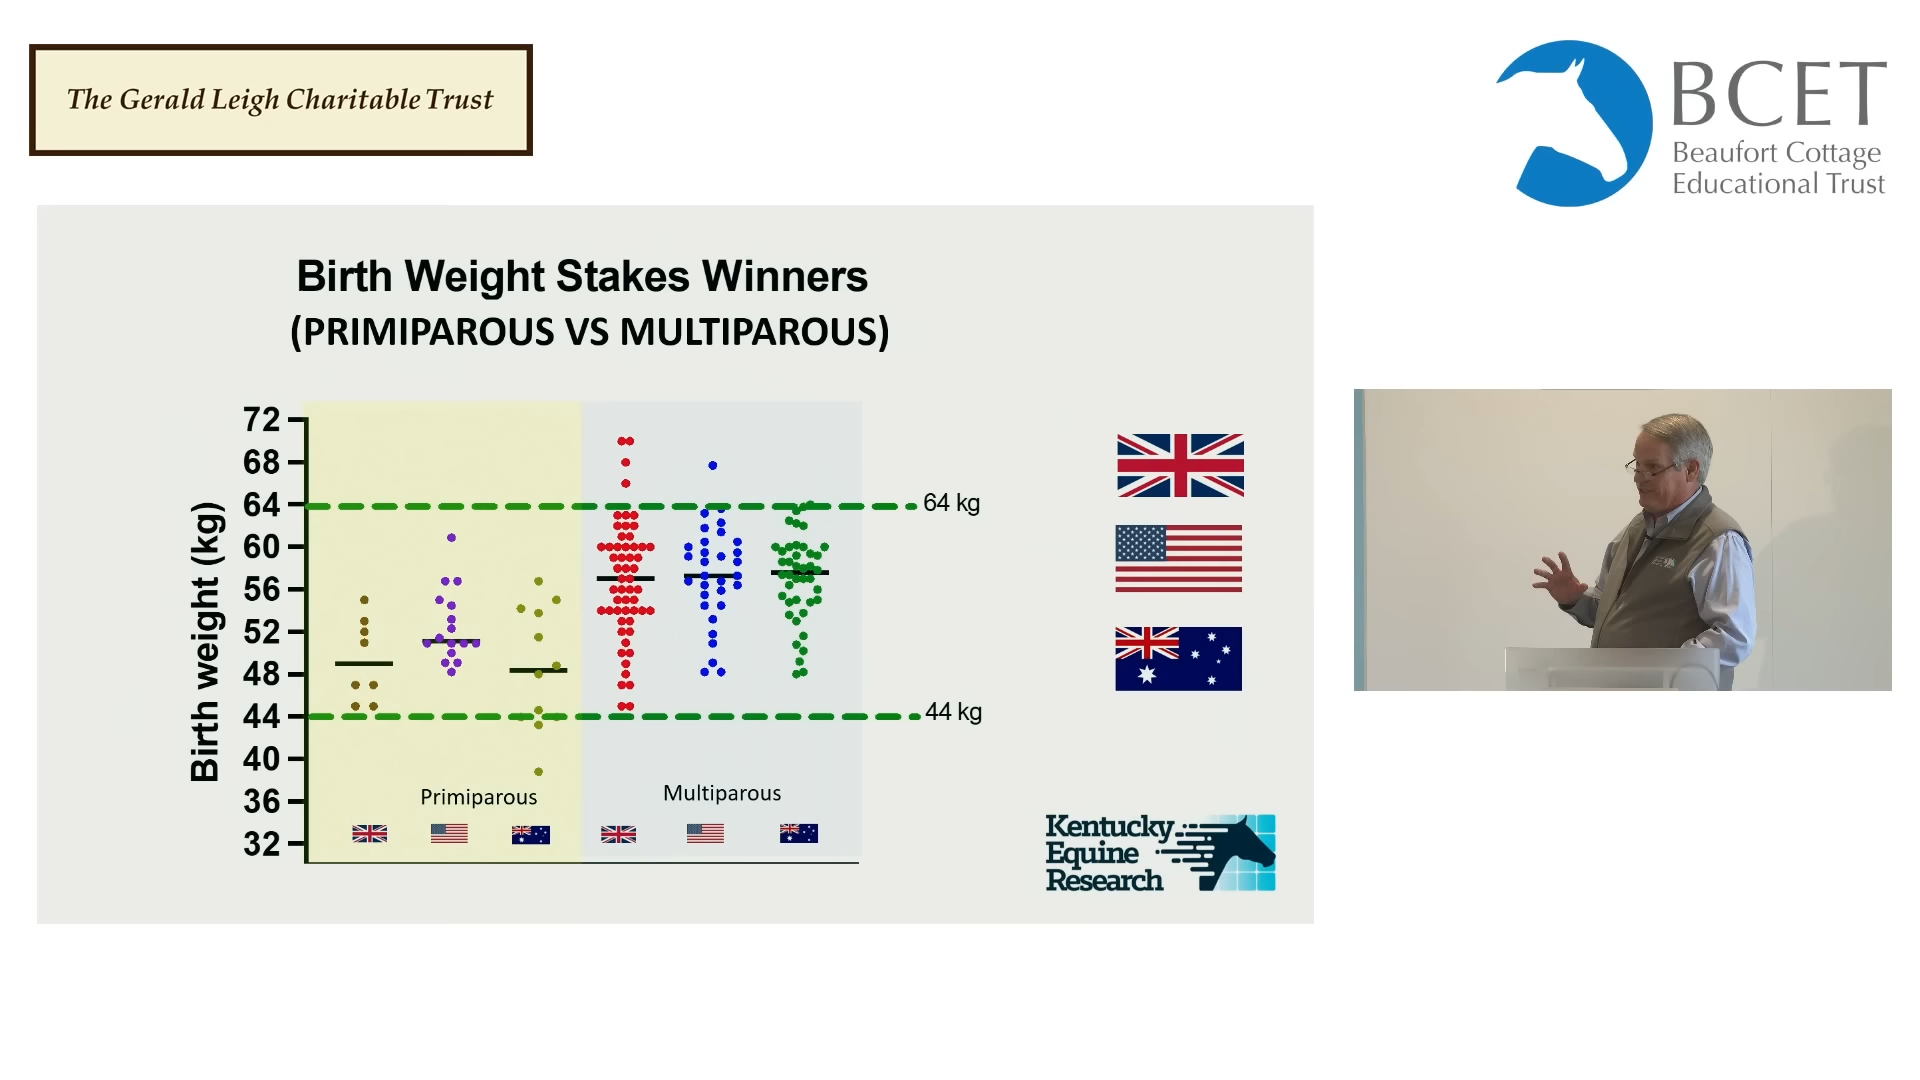 The Gerald Leigh Charitable Trust
BCET
Beaufort Cottage
Educational Trust
Birth Weight Stakes Winners
(PRIMIPAROUS VS MULTIPAROUS)
Birth weight (kg)
72
68
64
60
56
52
48
44
40
36
32
64 kg
44 kg
Primiparous
Multiparous
Kentucky
Equine
Research